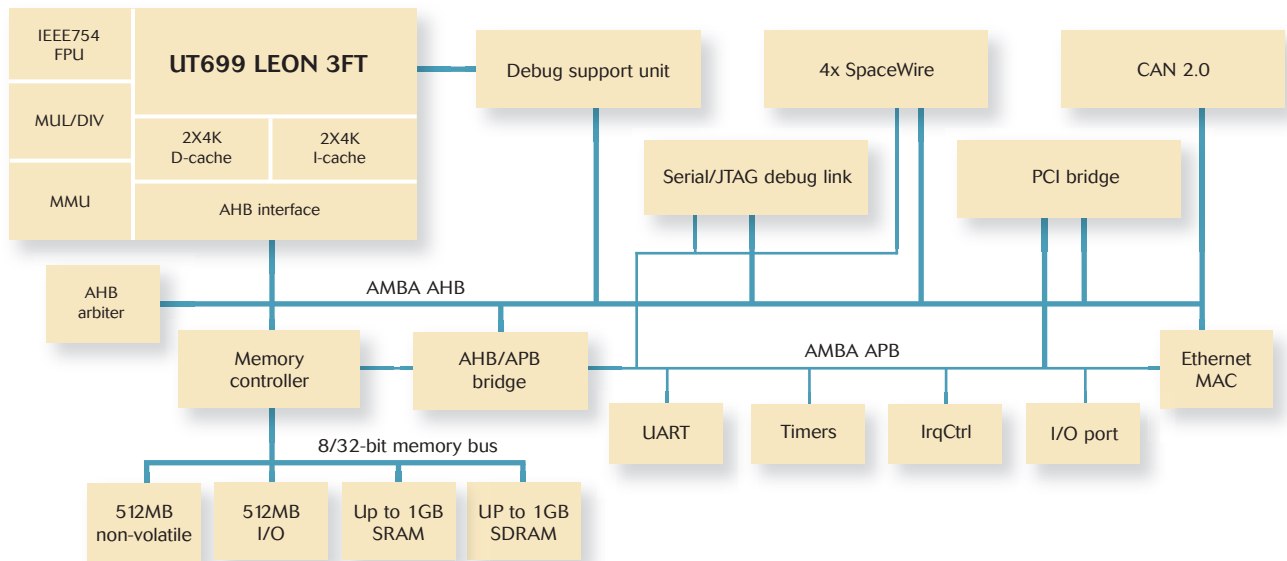 IEEE754
FPU
UT699 LEON 3FT
Debug support unit
4x SpaceWire
CAN 2.0
MUL/DIV
2X4K
D-cache
2X4K
I-cache
Serial/JTAG debug link
PCI bridge
MMU
AHB interface
AHB
arbiter
AMBA AHB
Memory
controller
AHB/APB
bridge
AMBA APB
Ethernet
MAC
UART
Timers
IrqCtrl
I/O port
8/32-bit memory bus
512MB
non-volatile
512MB
I/O
Up to 1GB
SRAM
UP to 1GB
SDRAM